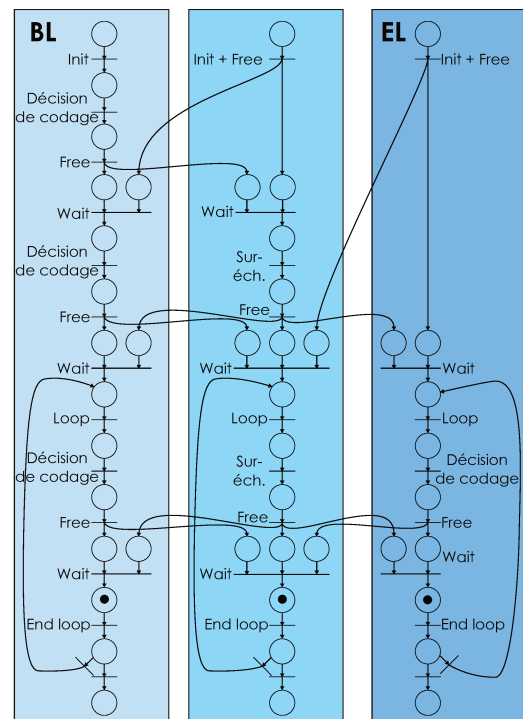 BL
EL
Init
Init + Free
Init + Free
Décision
de codage
Free
Wait
Wait
Décision
de codage
Sur-
éch.
Free
Free
Wait
Wait
Wait
Loop
Loop
Loop
Décision
de codage
Sur-
éch.
Décision
de codage
Free
Free
Free
Wait
Wait
Wait
End loop
End loop
End loop